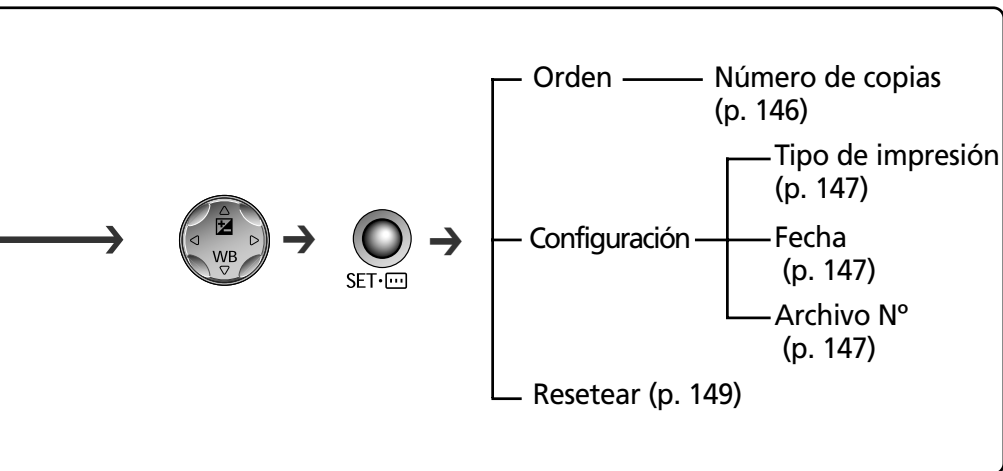 Orden
Número de copias
(p. 146)
Tipo de impresión
(p. 147)
WB
SET·
Configuración
Fecha
(p. 147)
Archivo Nº
(p. 147)
Resetear (p. 149)